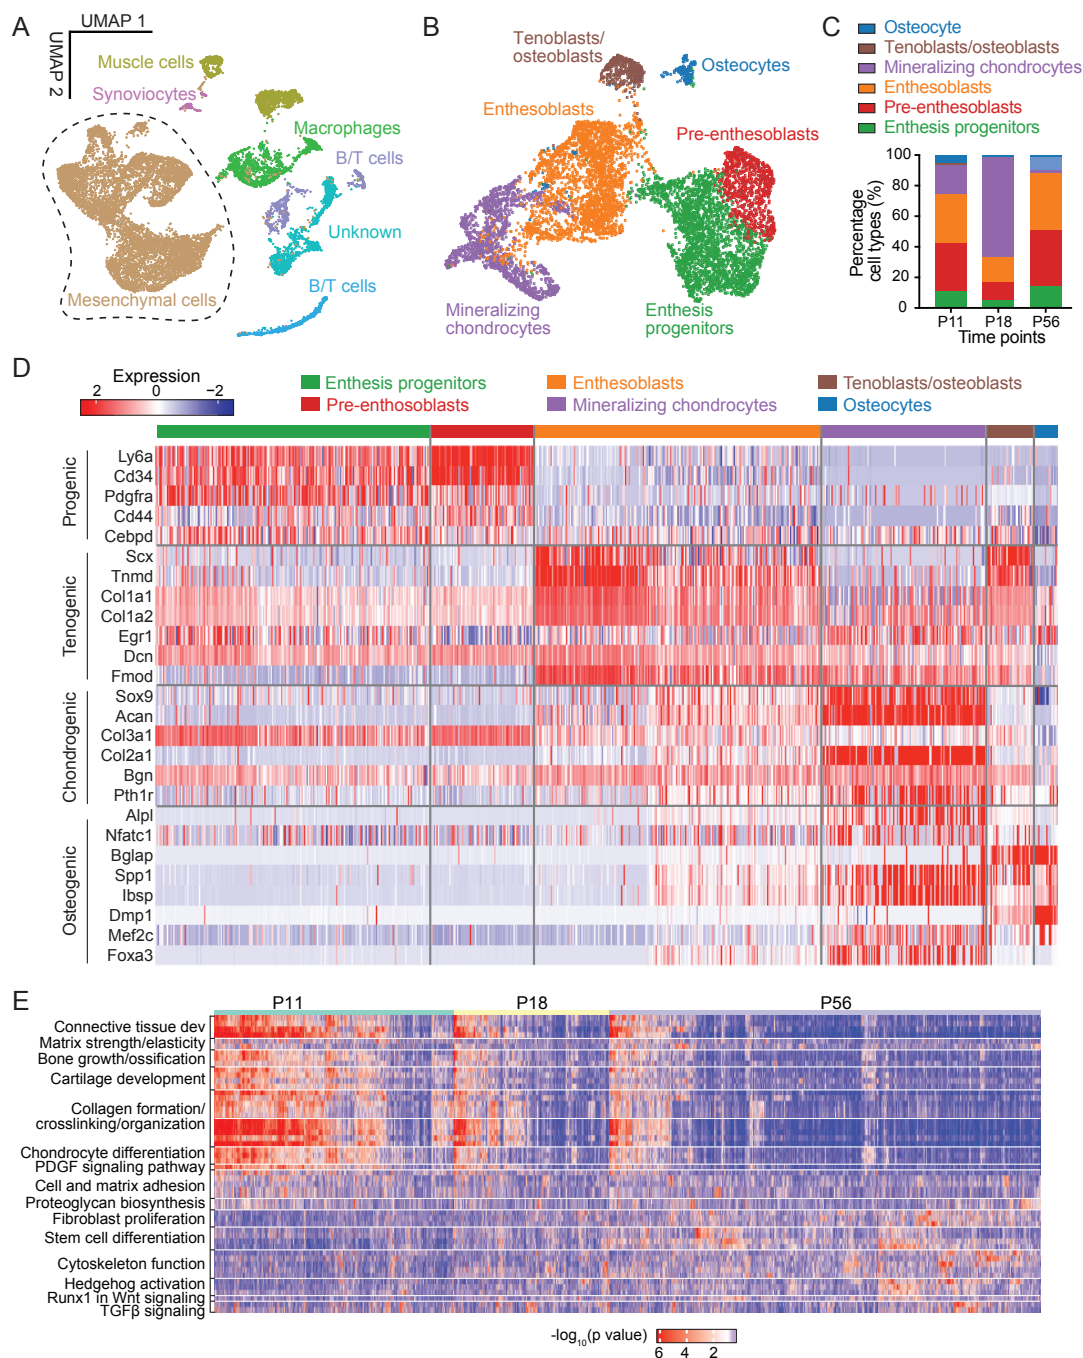 A
UMAP 1
UMAP 2
Muscle cells
Synoviocytes
Macrophages
B/T cells
Unknown
B/T cells
Mesenchymal cells
B
Tenoblasts/
osteoblasts
Osteocytes
Enthesoblasts
Pre-enthesoblasts
Mineralizing
chondrocytes
Enthesis
progenitors
C
Osteocyte
Tenoblasts/osteoblasts
Mineralizing chondrocytes
Enthesoblasts
Pre-enthesoblasts
Enthesis progenitors
Percentage
cell types (%)
100
80
60
40
20
0
P11 P18 P56
Time points
D
Expression
2 0 −2
Enthesis progenitors
Pre-enthosoblasts
Enthesoblasts
Mineralizing chondrocytes
Tenoblasts/osteoblasts
Osteocytes
Progenic
Ly6a
Cd34
Pdgfra
Cd44
Cebpd
Tenogenic
Scx
Tnmd
Col1a1
Col1a2
Egr1
Dcn
Fmod
Chondrogenic
Sox9
Acan
Col3a1
Col2a1
Bgn
Pth1r
Osteogenic
Alpl
Nfatc1
Bglap
Spp1
Ibsp
Dmp1
Mef2c
Foxa3
E
P11 P18 P56
Connective tissue dev
Matrix strength/elasticity
Bone growth/ossification
Cartilage development
Collagen formation/
crosslinking/organization
Chondrocyte differentiation
PDGF signaling pathway
Cell and matrix adhesion
Proteoglycan biosynthesis
Fibroblast proliferation
Stem cell differentiation
Cytoskeleton function
Hedgehog activation
Runx1 in Wnt signaling
TGFβ signaling
-log10(p value)
6 4 2